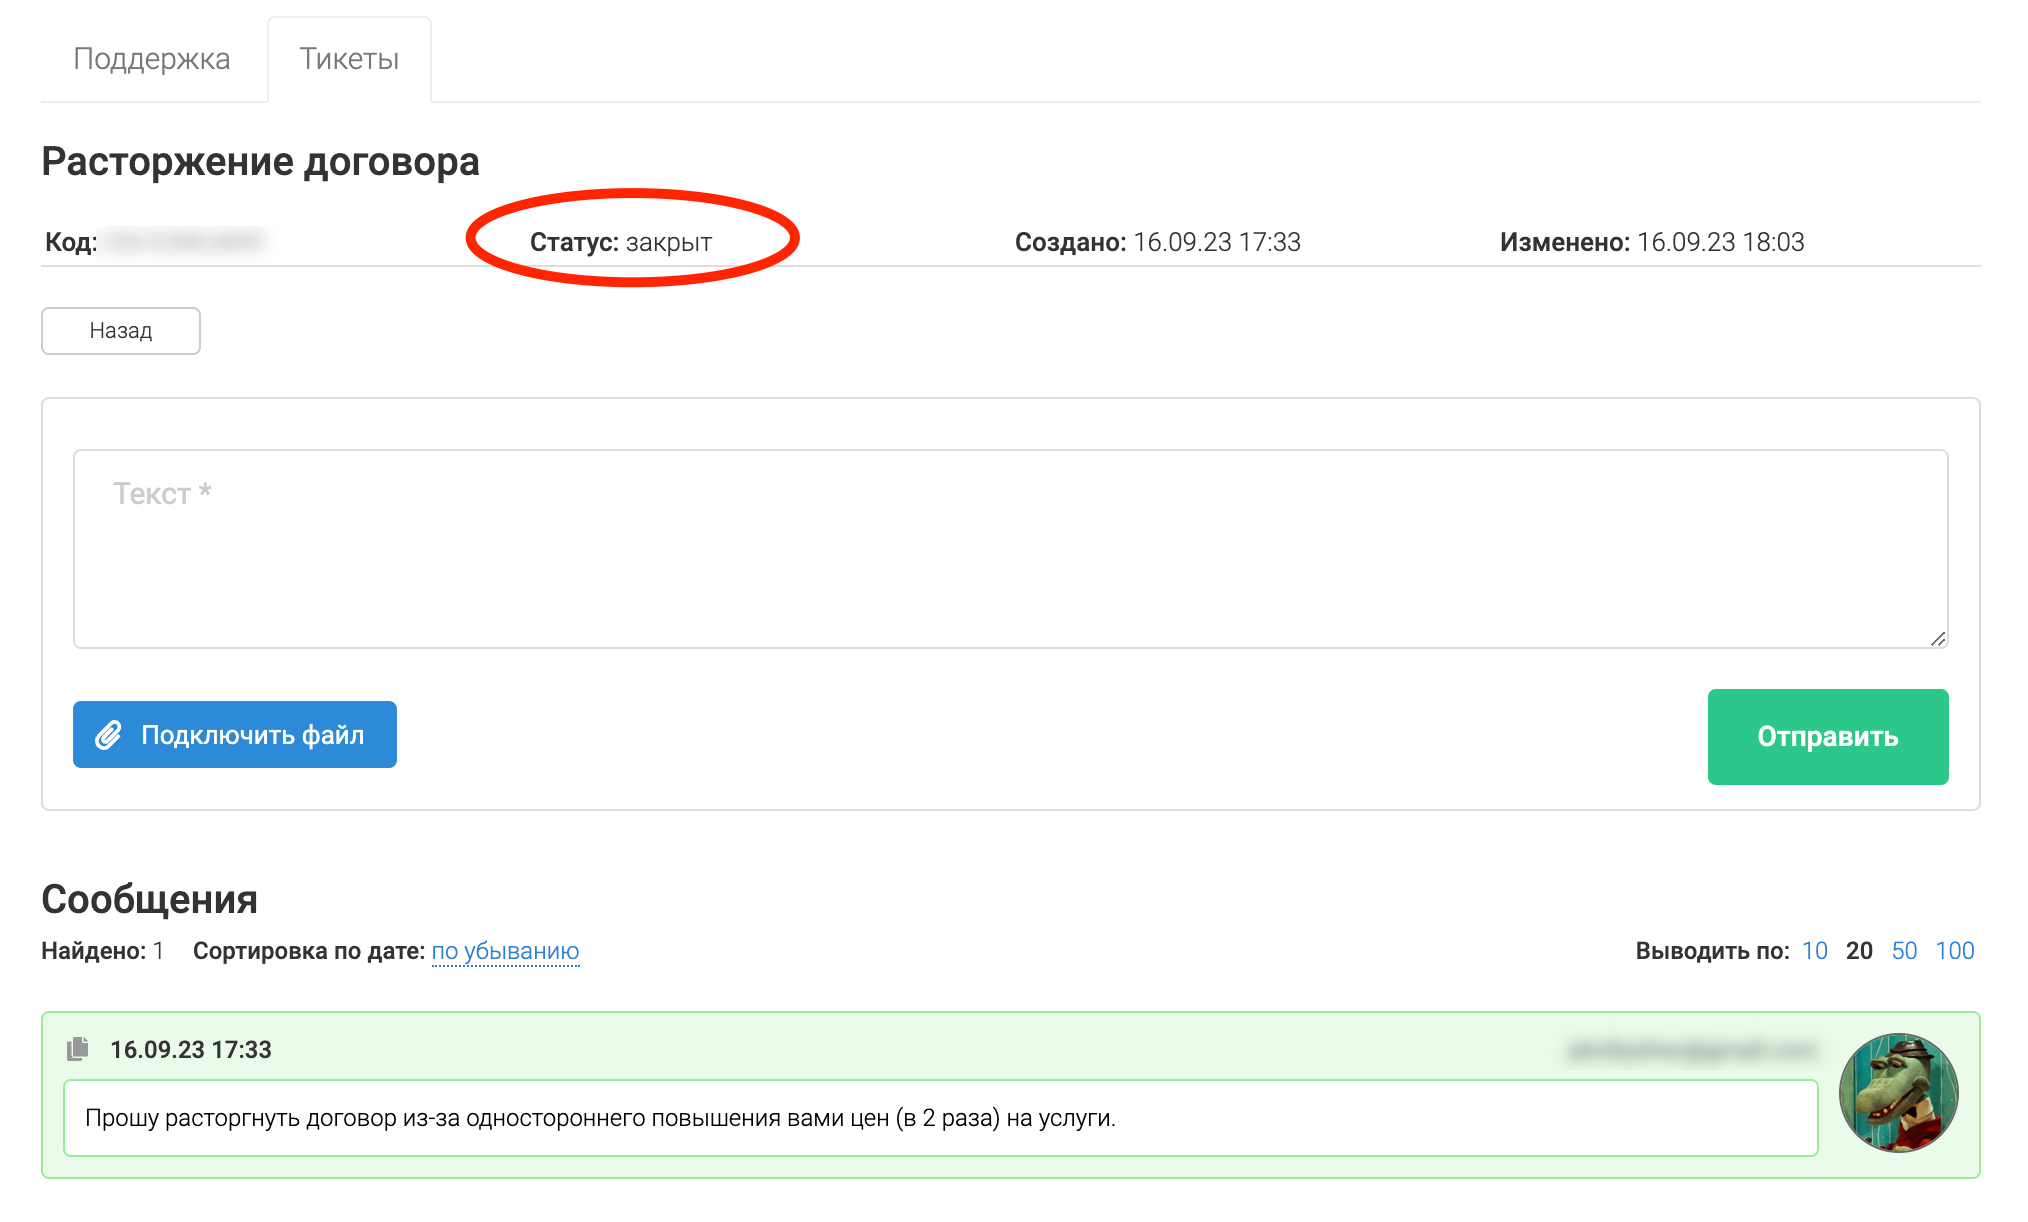 Поддержка Тикеты
Расторжение договора
Код: Статус: закрыт Создано: 16.09.23 17:33 Изменено: 16.09.23 18:03
Назад
Текст *
Подключить файл Отправить
Сообщения
Найдено: 1 Сортировка по дате: по убыванию Выводить по: 10 20 50 100
16.09.23 17:33
Прошу расторгнуть договор из-за одностороннего повышения вами цен (в 2 раза) на услуги.